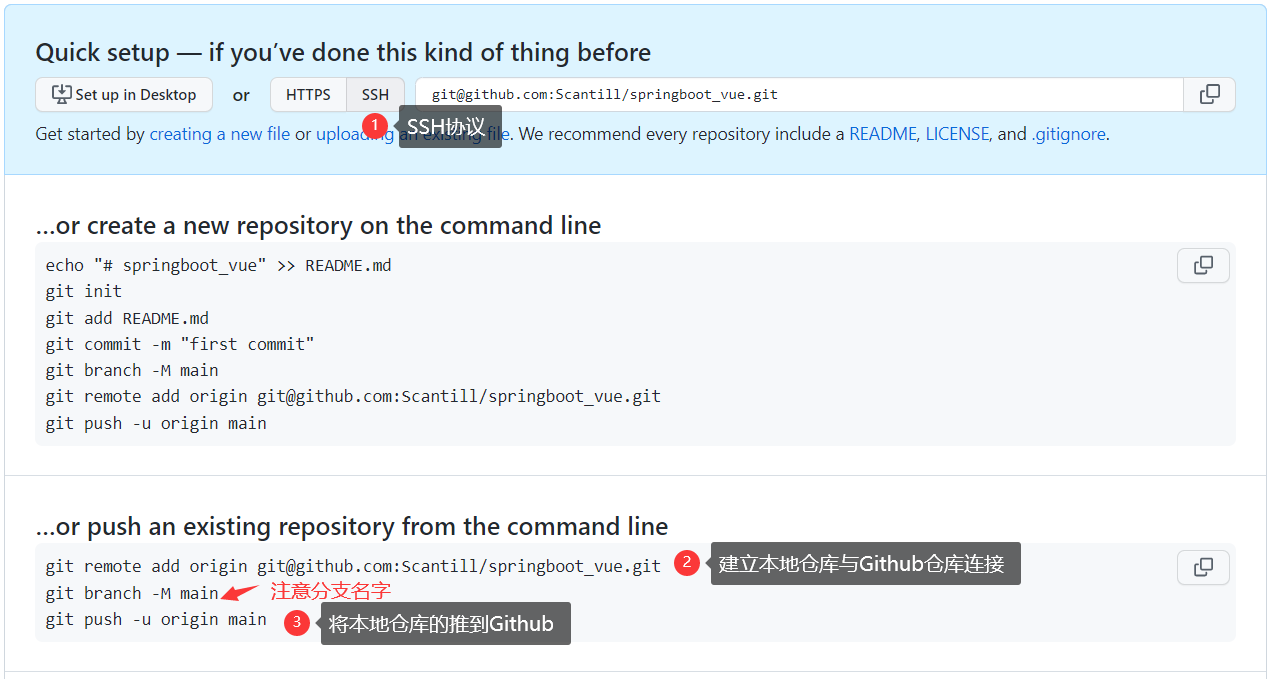 Quick setup — if you’ve done this kind of thing before
Set up in Desktop or HTTPS SSH git@github.com:Scantill/springboot_vue.git
1 SSH协议
Get started by creating a new file or uploading an existing file. We recommend every repository include a README, LICENSE, and .gitignore.
...or create a new repository on the command line
echo "# springboot_vue" >> README.md
git init
git add README.md
git commit -m "first commit"
git branch -M main
git remote add origin git@github.com:Scantill/springboot_vue.git
git push -u origin main
...or push an existing repository from the command line
git remote add origin git@github.com:Scantill/springboot_vue.git 2 建立本地仓库与Github仓库连接
git branch -M main 注意分支名字
git push -u origin main 3 将本地仓库的推到Github